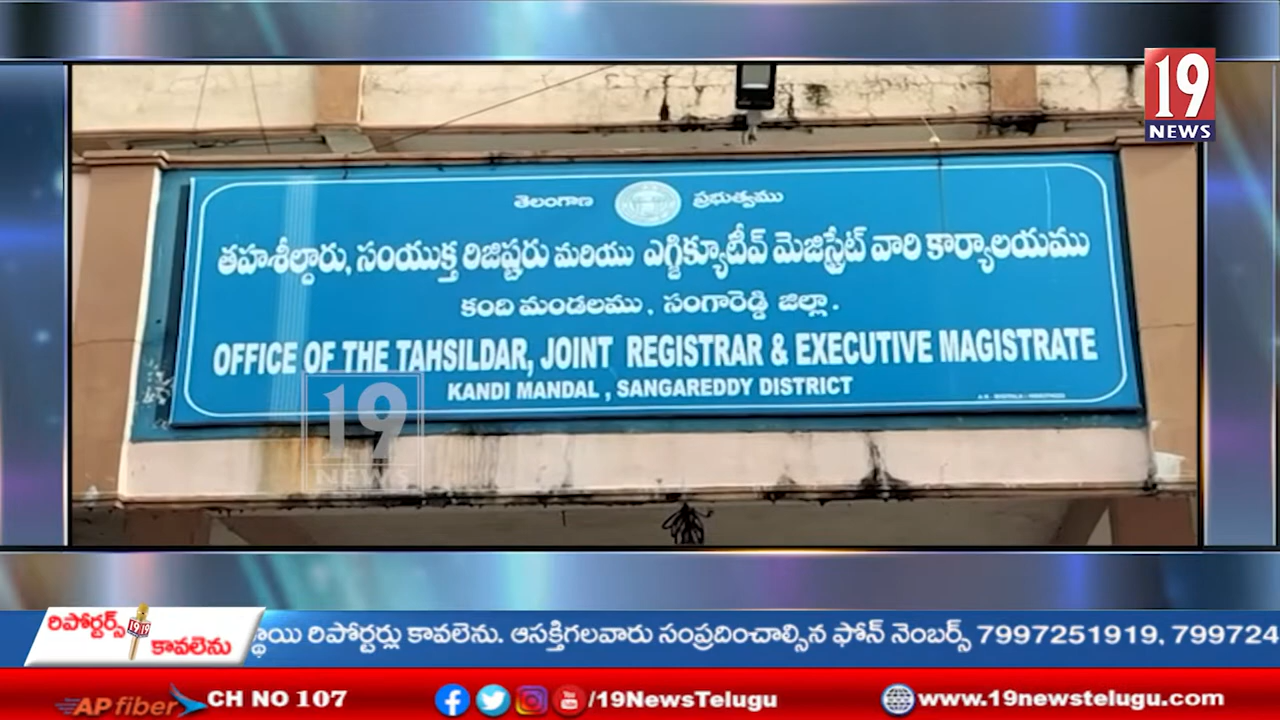 19
NEWS
తెలంగాణ ప్రభుత్వము
తహశీల్దారు, సంయుక్త రిజిష్టరు మరియు ఎగ్జిక్యూటీవ్ మెజిస్ట్రేట్ వారి కార్యాలయము
కంది మండలము, సంగారెడ్డి జిల్లా.
OFFICE OF THE TAHSILDAR, JOINT REGISTRAR & EXECUTIVE MAGISTRATE
KANDI MANDAL, SANGAREDDY DISTRICT
19
NEWS
రిపోర్టర్స్ 19 19
కావలెను
స్థాయి రిపోర్టర్లు కావలెను. ఆసక్తిగలవారు సంప్రదించాల్సిన ఫోన్ నెంబర్స్ 7997251919, 799724
AP fiber CH NO 107 /19NewsTelugu www.19newstelugu.com